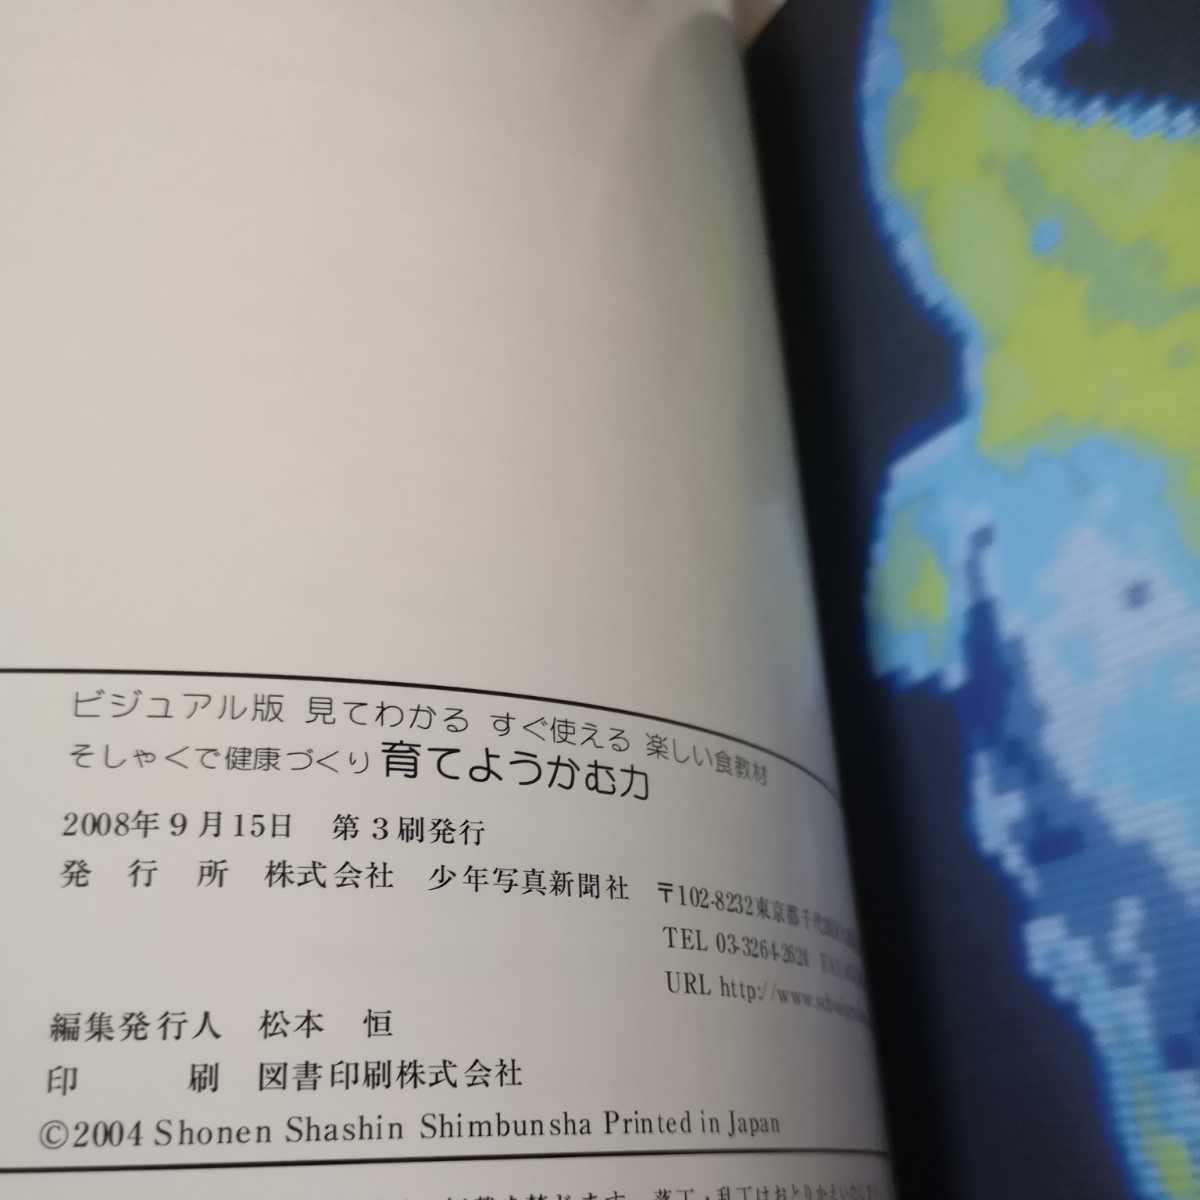 ビジュアル版 見てわかる すぐ使える 楽しい食教材
そしゃくで健康づくり 育てようかむ力
2008年9月15日 第3刷発行
発 行 所 株式会社 少年写真新聞社 〒102-8232東京都千代
TEL 03-3264-2624
URL http://www.
編集発行人 松本 恒
印 刷 図書印刷株式会社
©2004 Shonen Shashin Shimbunsha Printed in Japan